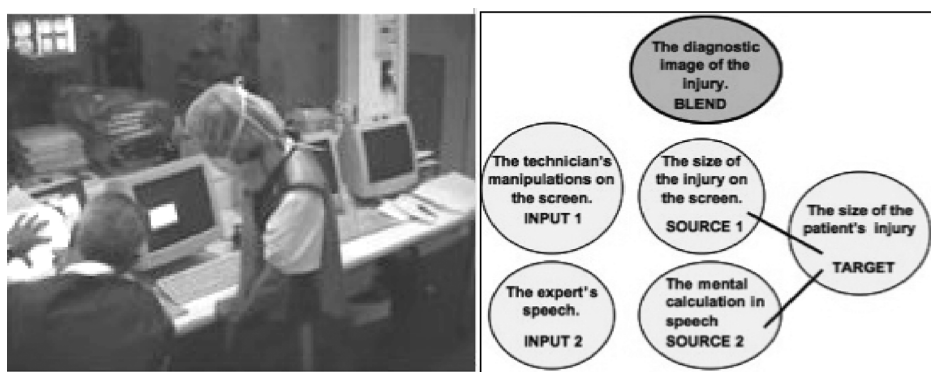 The diagnostic
image of the
injury.
BLEND
The technician's
manipulations on
the screen.
INPUT 1
The size of
the injury on
the screen.
SOURCE 1
The size of the
patient's injury
TARGET
The expert's
speech.
INPUT 2
The mental
calculation in
speech
SOURCE 2